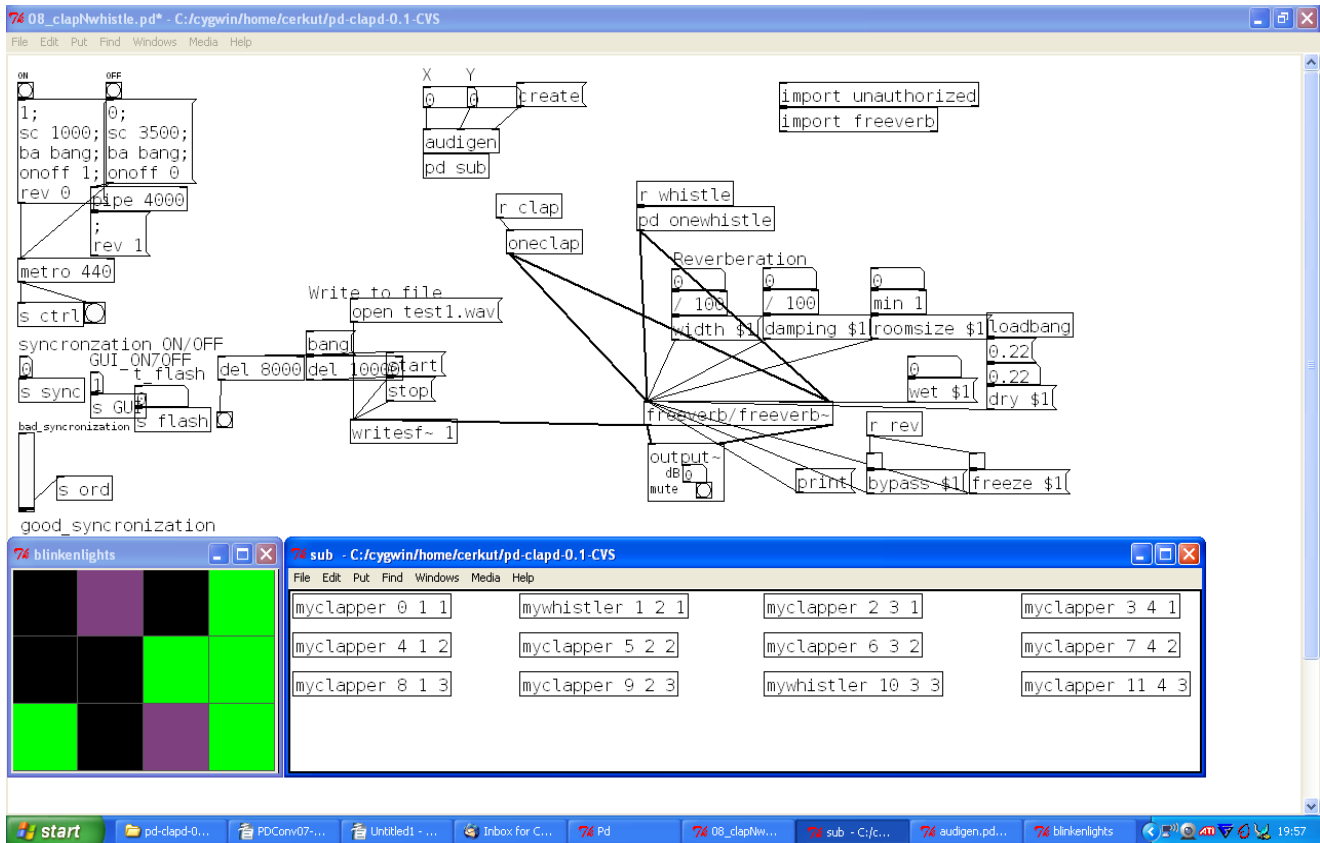 08_clapNwhistle.pd* - C:/cygwin/home/cerkut/pd-clapd-0.1-CVS
File Edit Put Find Windows Media Help
ON
OFF
1;
sc 1000;
ba bang;
onoff 1;
rev 0
0;
sc 3500;
ba bang;
onoff 0
pipe 4000
;
rev 1
metro 440
s ctrl
X Y
0 0 create
audigen
pd sub
import unauthorized
import freeverb
r clap
oneclap
r whistle
pd onewhistle
Reverberation
0 0 0
/ 100 / 100 min 1
width $1 damping $1 roomsize $1
loadbang
0.22
0.22
dry $1
0
wet $1
Write to file
open test1.wav
bang
del 8000 del 10000 start
stop
writesf~ 1
syncronzation ON/OFF
0
s sync
GUI_ON7OFF
1
s GUI
t_flash
0
s flash
bad_syncronization
s ord
good_syncronization
freeverb/freeverb~
output~
dB 0
mute
r rev
print bypass $1 freeze $1
blinkenlights
sub - C:/cygwin/home/cerkut/pd-clapd-0.1-CVS
File Edit Put Find Windows Media Help
myclapper 0 1 1 mywhistler 1 2 1 myclapper 2 3 1 myclapper 3 4 1
myclapper 4 1 2 myclapper 5 2 2 myclapper 6 3 2 myclapper 7 4 2
myclapper 8 1 3 myclapper 9 2 3 mywhistler 10 3 3 myclapper 11 4 3
start pd-clapd-0... PDConv07-... Untitled1 - ... Inbox for C... Pd 08_clapNw... sub - C:/c... audigen.pd... blinkenlights ATI 19:57